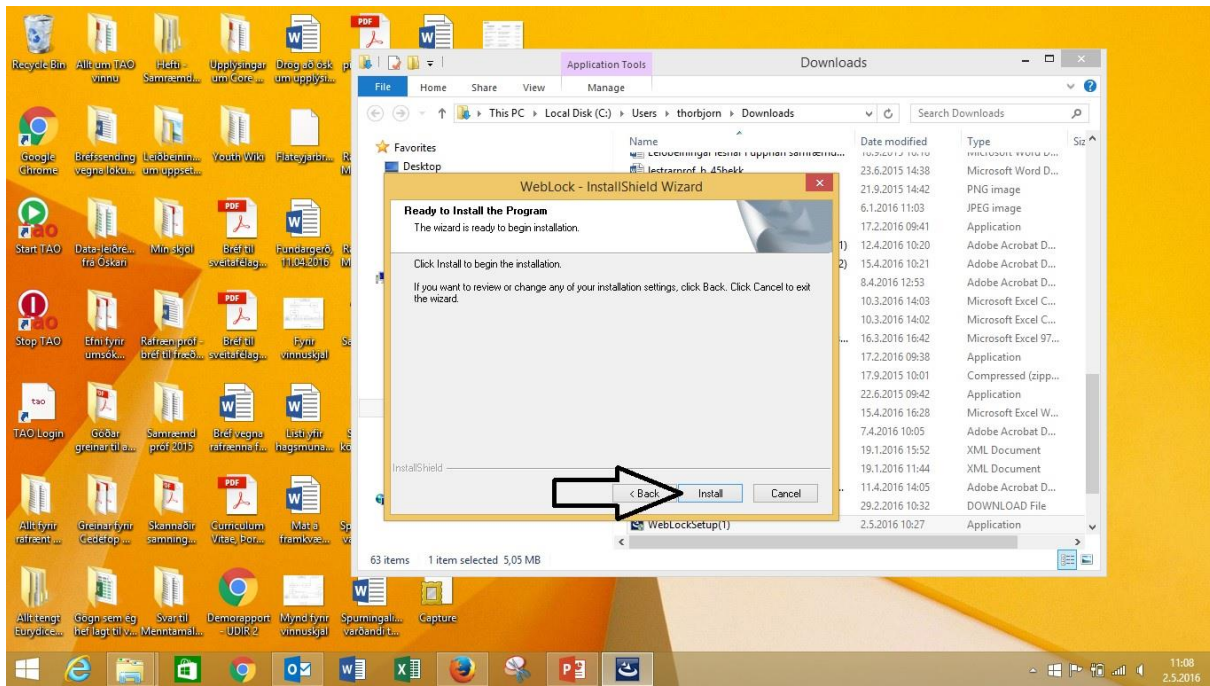 Downloads
Application Tools
File Home Share View Manage
This PC Local Disk (C:) Users thorbjorn Downloads
Search Downloads
Favorites
Desktop
Name Date modified Type Siz
lestrarprof_b_45bekk 23.6.2015 14:38 Microsoft Word D...
21.9.2015 14:42 PNG image
6.1.2016 11:03 JPEG image
17.2.2016 09:41 Application
1) 12.4.2016 10:20 Adobe Acrobat D...
2) 15.4.2016 10:21 Adobe Acrobat D...
8.4.2016 12:53 Adobe Acrobat D...
10.3.2016 14:03 Microsoft Excel C...
10.3.2016 14:02 Microsoft Excel C...
... 16.3.2016 16:42 Microsoft Excel 97...
17.2.2016 09:38 Application
17.9.2015 10:01 Compressed (zipp...
22.6.2015 09:42 Application
15.4.2016 16:28 Microsoft Excel W...
7.4.2016 10:05 Adobe Acrobat D...
19.1.2016 15:52 XML Document
19.1.2016 11:44 XML Document
11.4.2016 14:05 Adobe Acrobat D...
29.2.2016 10:32 DOWNLOAD File
WebLockSetup(1) 2.5.2016 10:27 Application
63 items 1 item selected 5,05 MB
WebLock - InstallShield Wizard
Ready to Install the Program
The wizard is ready to begin installation.
Click Install to begin the installation.
If you want to review or change any of your installation settings, click Back. Click Cancel to exit
the wizard.
InstallShield
< Back Install Cancel
Recycle Bin
Allt um TAO
vinnu
Hefti -
Samræmd...
Upplýsingar
um Core ...
Drög að ósk
um upplýsi...
Google
Chrome
Bréfssending
vegna loku...
Leiðbeinin...
um uppset...
Youth Wiki
Flateyjarbr...
Start TAO
Data-leiðré...
frá Óskari
Mín skjöl
Bréf til
sveitafélag...
Fundargerð,
11.04.2016
Stop TAO
Efni fyrir
umsók...
Rafræn próf -
bréf til fræð...
Bréf til
sveitafélag...
Fyrir
vinnuskjal
TAO Login
Góðar
greinar til a...
Samræmd
próf 2015
Bréf vegna
rafrænna f...
Listi yfir
hagsmuna...
Allt fyrir
rafrænt ...
Greinar fyrir
Cedefop ...
Skannaðir
samning...
Curriculum
Vitae, Þor...
Mat á
framkvæ...
Allt tengt
Eurydice...
Gögn sem ég
Hef lagt til v...
Svar til
Menntamal...
Demorapport
- UDIR 2
Mynd fyrir
vinnuskjal
Spurningali...
varðandi t...
Capture
11:08
2.5.2016